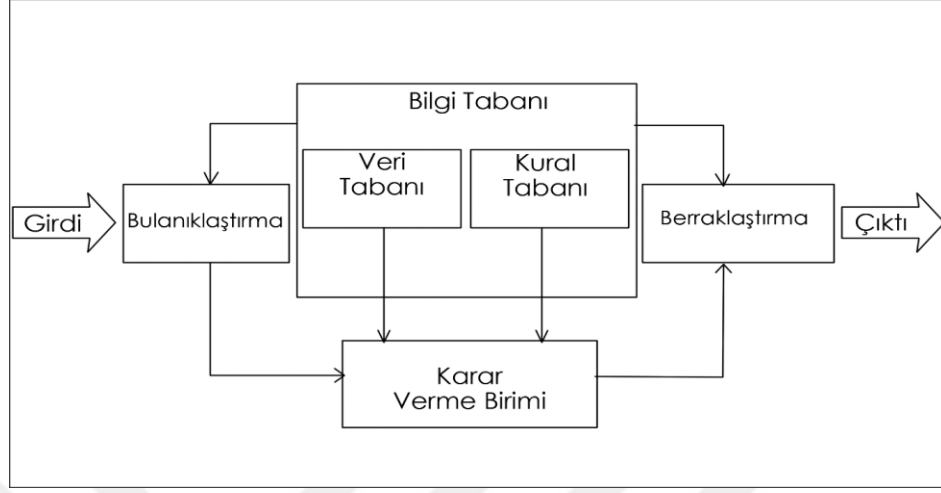 Bilgi Tabanı
Veri
Tabanı
Kural
Tabanı
Girdi
Bulanıklaştırma
Berraklaştırma
Çıktı
Karar
Verme Birimi